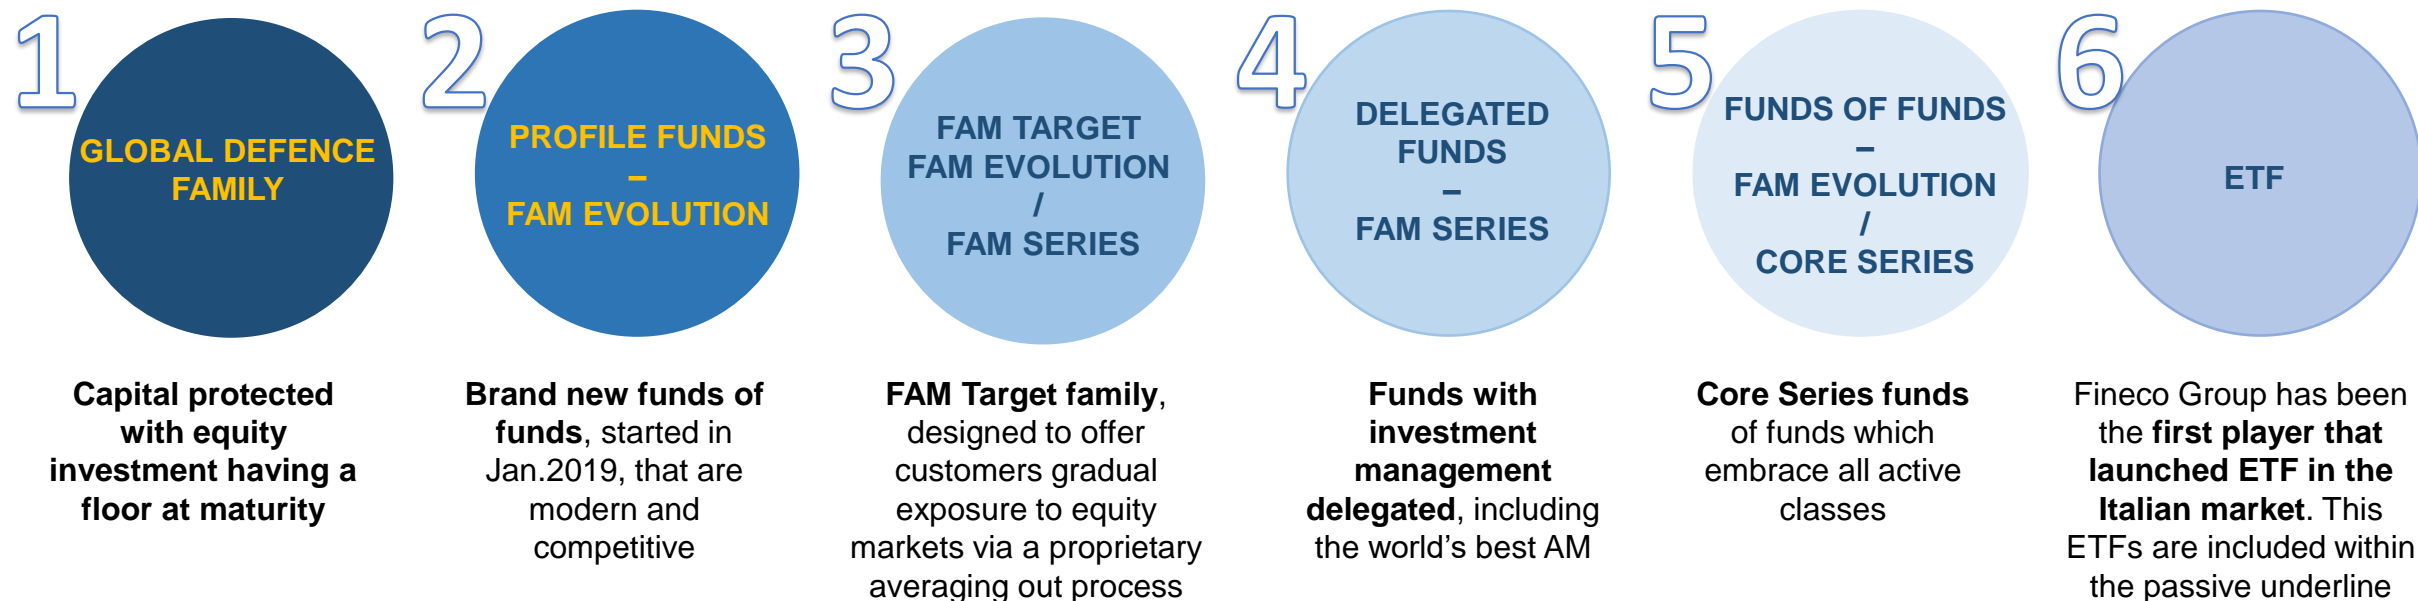 1
GLOBAL DEFENCE
FAMILY
Capital protected
with equity
investment having a
floor at maturity
2
PROFILE FUNDS
–
FAM EVOLUTION
Brand new funds of
funds, started in
Jan.2019, that are
modern and
competitive
3
FAM TARGET
FAM EVOLUTION
/
FAM SERIES
FAM Target family,
designed to offer
customers gradual
exposure to equity
markets via a proprietary
averaging out process
4
DELEGATED
FUNDS
–
FAM SERIES
Funds with
investment
management
delegated, including
the world’s best AM
5
FUNDS OF FUNDS
–
FAM EVOLUTION
/
CORE SERIES
Core Series funds
of funds which
embrace all active
classes
6
ETF
Fineco Group has been
the first player that
launched ETF in the
Italian market. This
ETFs are included within
the passive underline